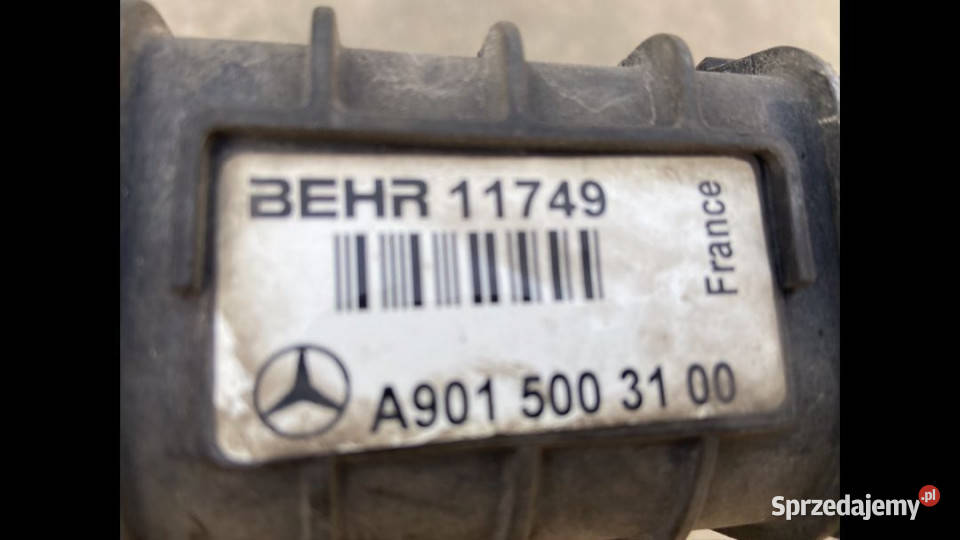 BEHR 11749
France
A901 500 31 00
Sprzedajemy.pl